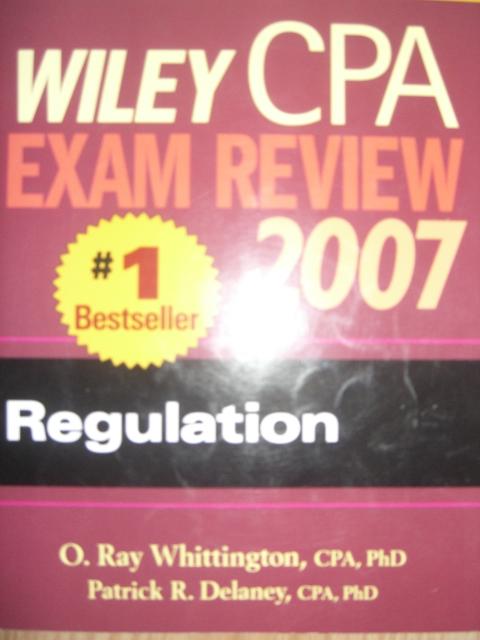 WILEY CPA
EXAM REVIEW
2007
#1
Bestseller
Regulation
O. Ray Whittington, CPA, PhD
Patrick R. Delaney, CPA, PhD